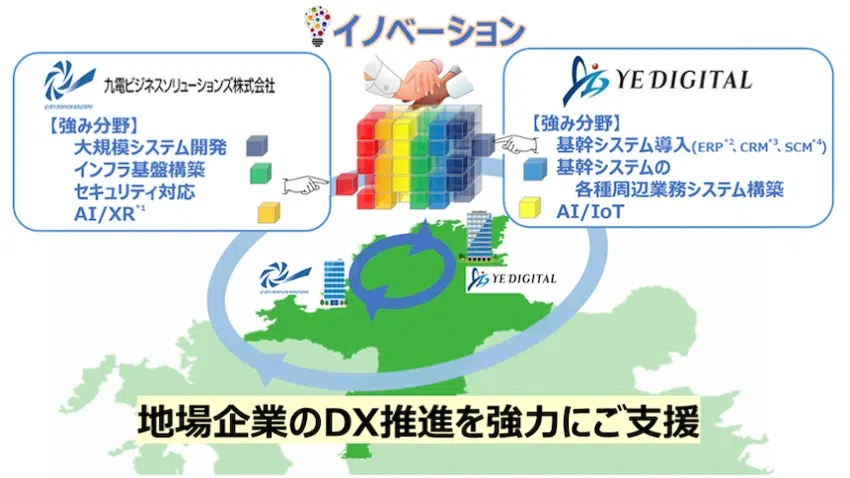 イノベーション
九電ビジネスソリューションズ株式会社
【強み分野】
大規模システム開発
インフラ基盤構築
セキュリティ対応
AI/XR*1
YE DIGITAL
【強み分野】
基幹システム導入(ERP*2、CRM*3、SCM*4)
基幹システムの
各種周辺業務システム構築
AI/IoT
YE DIGITAL
地場企業のDX推進を強力にご支援